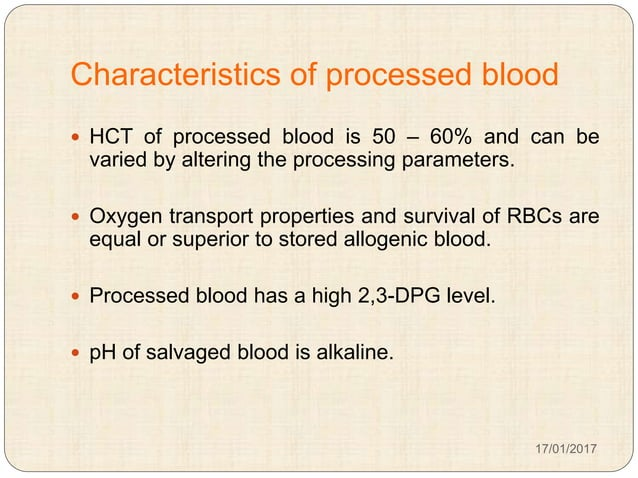 Characteristics of processed blood
• HCT of processed blood is 50 – 60% and can be
varied by altering the processing parameters.
• Oxygen transport properties and survival of RBCs are
equal or superior to stored allogenic blood.
• Processed blood has a high 2,3-DPG level.
• pH of salvaged blood is alkaline.
17/01/2017